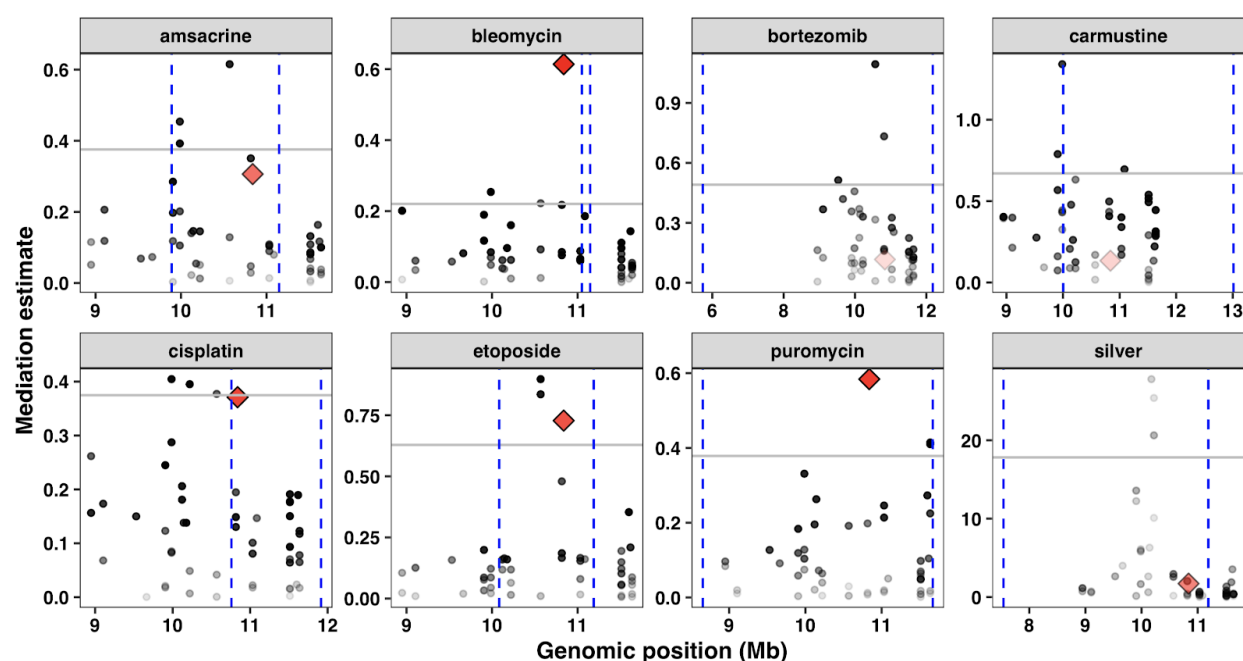 amsacrine bleomycin bortezomib carmustine
0.6 0.6 0.9 1.0
0.4 0.4 0.6
0.2 0.2 0.3 0.5
0.0 0.0 0.0 0.0
9 10 11 9 10 11 6 8 10 12 9 10 11 12 13
Mediation estimate
cisplatin etoposide puromycin silver
0.4 0.75 0.6 20
0.3 0.50 0.4
0.2 0.25 0.2 10
0.1
0.0 0.00 0.0 0
9 10 11 12 9 10 11 9 10 11 8 9 10 11
Genomic position (Mb)